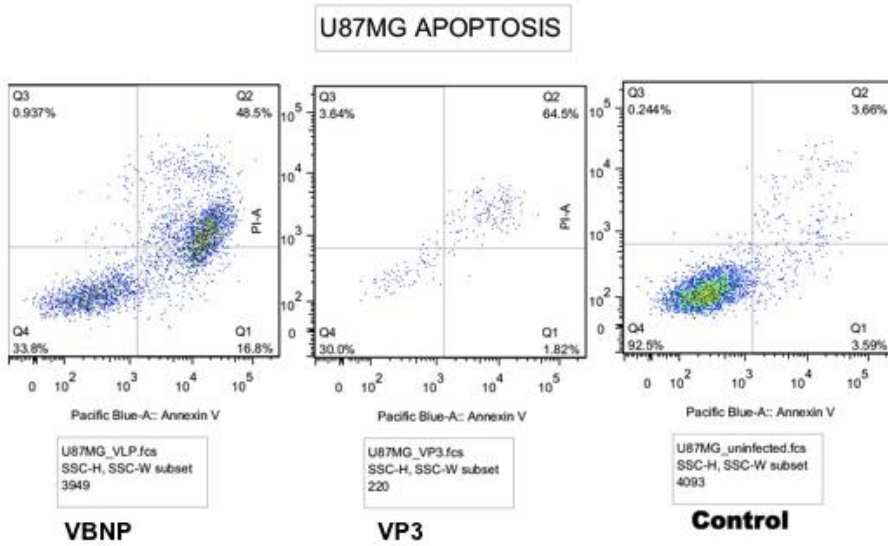 U87MG APOPTOSIS
Q3
0.937%
Q2
48.5%
Q4
33.8%
Q1
16.8%
0 10^2 10^3 10^4 10^5
Pacific Blue-A:: Annexin V
U87MG_VLP.fcs
SSC-H, SSC-W subset
3949
VBNP
PI-A
10^5
10^4
10^3
10^2
0
Q3
3.64%
Q2
64.5%
Q4
30.0%
Q1
1.82%
0 10^2 10^3 10^4 10^5
Pacific Blue-A:: Annexin V
U87MG_VP3.fcs
SSC-H, SSC-W subset
220
VP3
PI-A
10^5
10^4
10^3
10^2
0
Q3
0.244%
Q2
3.66%
Q4
92.5%
Q1
3.59%
0 10^2 10^3 10^4 10^5
Pacific Blue-A:: Annexin V
U87MG_uninfected.fcs
SSC-H, SSC-W subset
4093
Control